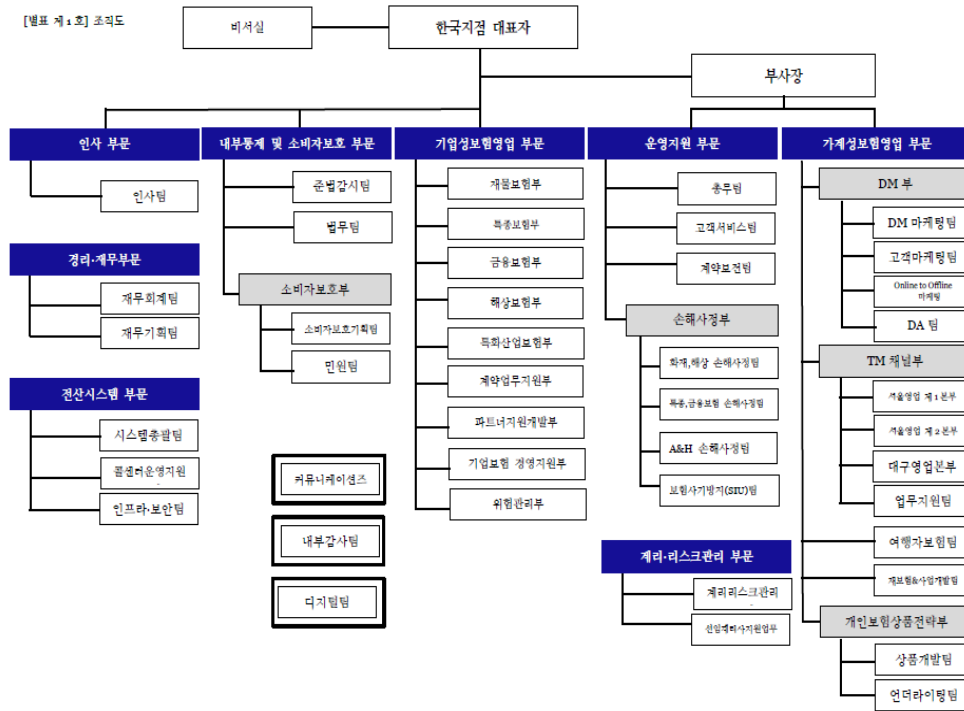 [별표 제 1 호] 조직도
비서실
한국지점 대표자
부사장
인사 부문
인사팀
경리·재무부문
재무회계팀
재무기획팀
전산시스템 부문
시스템총괄팀
콜센터운영지원
인프라·보안팀
내부통제 및 소비자보호 부문
준법감시팀
법무팀
소비자보호부
소비자보호기획팀
민원팀
커뮤니케이션즈
내부감사팀
디지털팀
기업성보험영업 부문
재물보험부
특종보험부
금융보험부
해상보험부
특화산업보험부
계약업무지원부
파트너지원개발부
기업보험 경영지원부
위험관리부
운영지원 부문
총무팀
고객서비스팀
계약보전팀
손해사정부
화재,해상 손해사정팀
특종,금융보험 손해사정팀
A&H 손해사정팀
보험사기방지(SIU)팀
계리·리스크관리 부문
계리리스크관리
선임계리사지원업무
가계성보험영업 부문
DM 부
DM 마케팅팀
고객마케팅팀
Online to Offline
마케팅
DA 팀
TM 채널부
서울영업 제 1 본부
서울영업 제 2 본부
대구영업본부
업무지원팀
여행자보험팀
재보험&사업개발팀
개인보험상품전략부
상품개발팀
언더라이팅팀